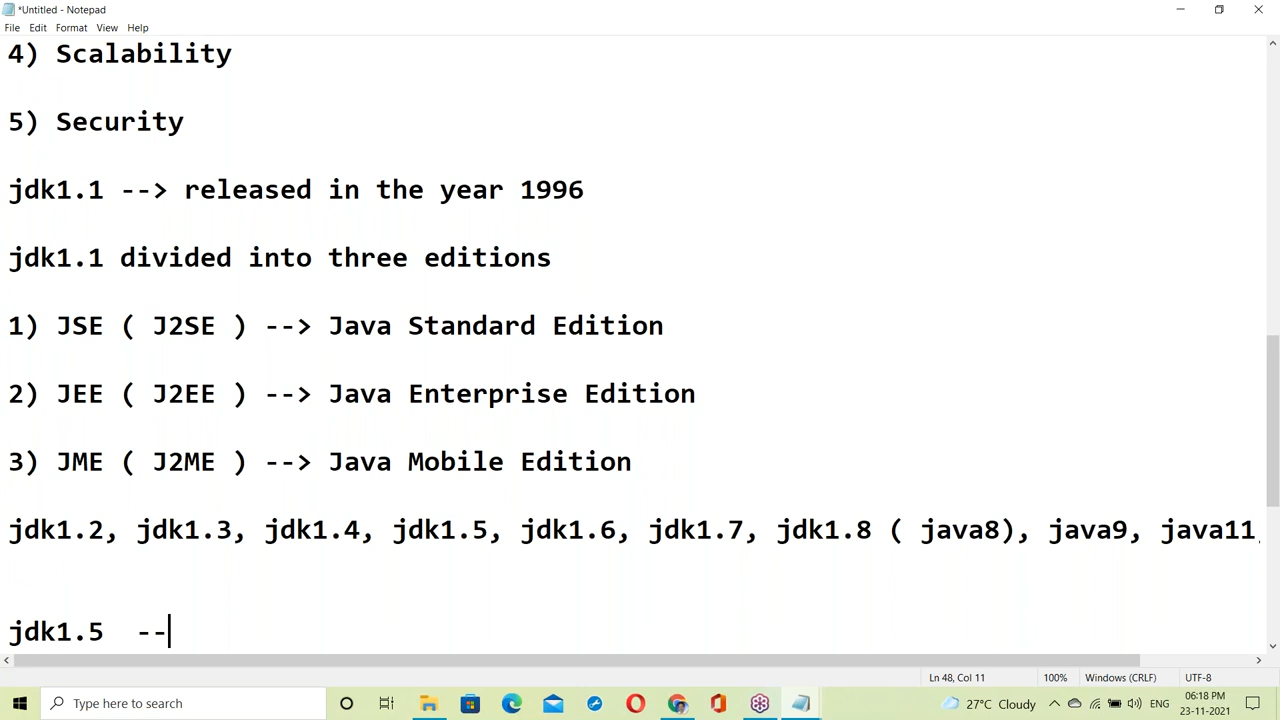 *Untitled - Notepad
File Edit Format View Help
4) Scalability
5) Security
jdk1.1 --> released in the year 1996
jdk1.1 divided into three editions
1) JSE ( J2SE ) --> Java Standard Edition
2) JEE ( J2EE ) --> Java Enterprise Edition
3) JME ( J2ME ) --> Java Mobile Edition
jdk1.2, jdk1.3, jdk1.4, jdk1.5, jdk1.6, jdk1.7, jdk1.8 ( java8), java9, java11,
jdk1.5  --
Ln 48, Col 11 100% Windows (CRLF) UTF-8
Type here to search 27°C Cloudy ENG 06:18 PM
23-11-2021